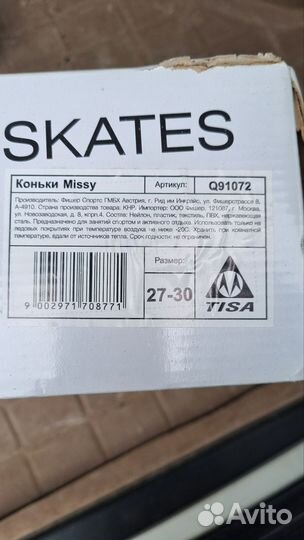 SKATES
Коньки Missy Артикул: Q91072
Производитель: Фишер Спортс ГМБХ Австрия, г. Рид им Инкрайс, ул. Фишерстрассе 8,
А-4910. Страна производства товара: КНР. Импортер: ООО Фишер, 121087, г. Москва,
ул. Новозаводская, д. 8, корп.4. Состав: Нейлон, пластик, текстиль, ПВХ, нержавеющая
сталь. Предназначено для занятий спортом и активного отдыха. Использовать только на
ледовых покрытиях при температуре воздуха не ниже -20С. Хранить при комнатной
температуре, вдали от источников тепла. Срок годности: не ограничен.
Размер:
27-30
TISA
9 002971 708771
Avito